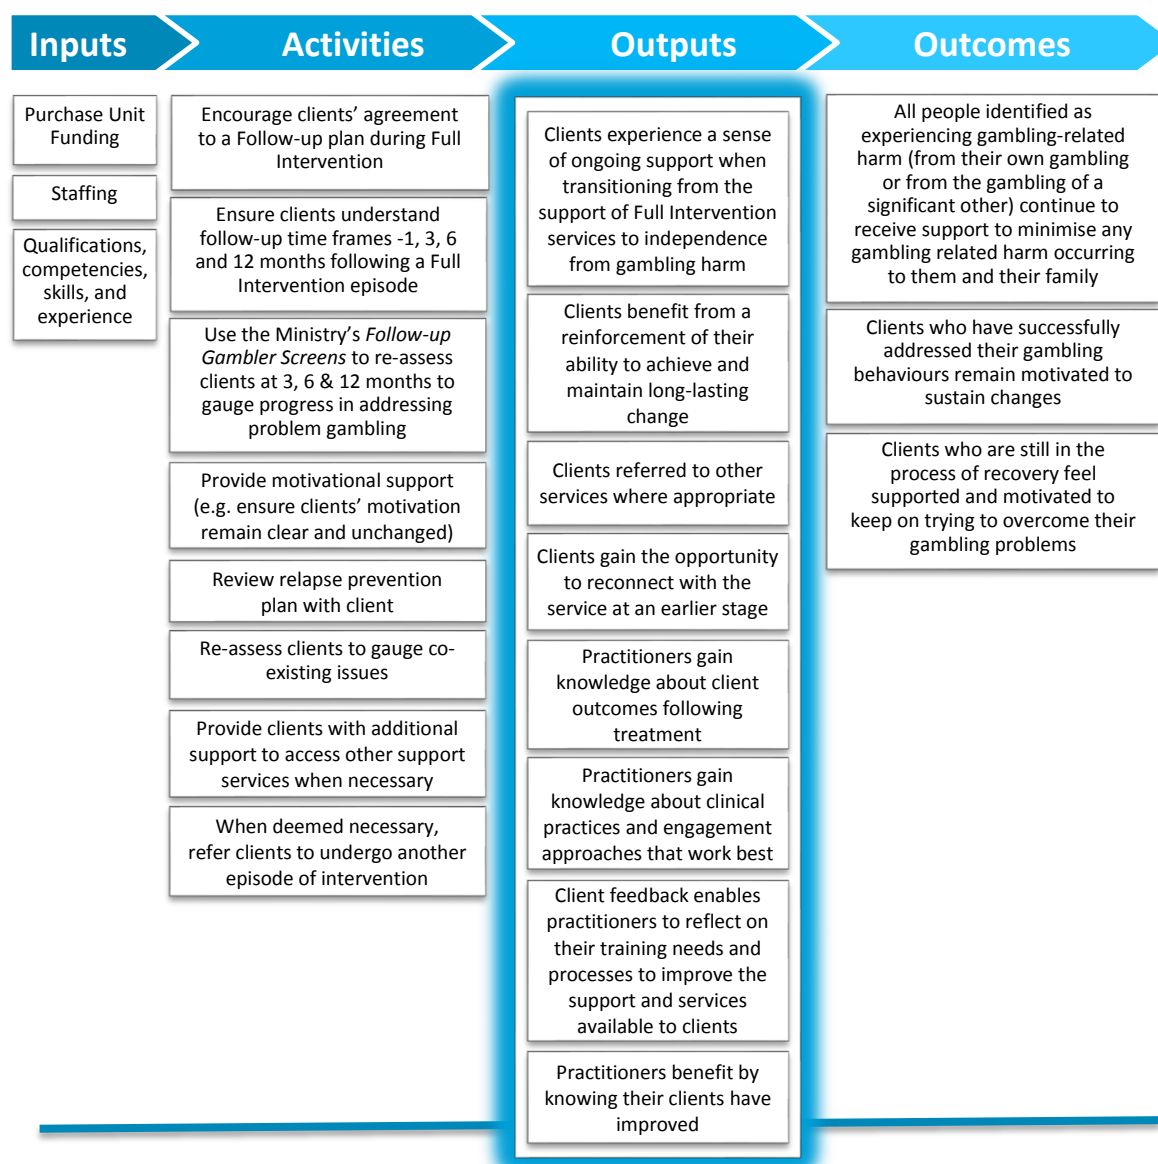 Inputs
Activities
Outputs
Outcomes
Purchase Unit
Funding
Staffing
Qualifications,
competencies,
skills, and
experience
Encourage clients’ agreement
to a Follow-up plan during Full
Intervention
Ensure clients understand
follow-up time frames -1, 3, 6
and 12 months following a Full
Intervention episode
Use the Ministry’s Follow-up
Gambler Screens to re-assess
clients at 3, 6 & 12 months to
gauge progress in addressing
problem gambling
Provide motivational support
(e.g. ensure clients’ motivation
remain clear and unchanged)
Review relapse prevention
plan with client
Re-assess clients to gauge co-
existing issues
Provide clients with additional
support to access other support
services when necessary
When deemed necessary,
refer clients to undergo another
episode of intervention
Clients experience a sense
of ongoing support when
transitioning from the
support of Full Intervention
services to independence
from gambling harm
Clients benefit from a
reinforcement of their
ability to achieve and
maintain long-lasting
change
Clients referred to other
services where appropriate
Clients gain the opportunity
to reconnect with the
service at an earlier stage
Practitioners gain
knowledge about client
outcomes following
treatment
Practitioners gain
knowledge about clinical
practices and engagement
approaches that work best
Client feedback enables
practitioners to reflect on
their training needs and
processes to improve the
support and services
available to clients
Practitioners benefit by
knowing their clients have
improved
All people identified as
experiencing gambling-related
harm (from their own gambling
or from the gambling of a
significant other) continue to
receive support to minimise any
gambling related harm occurring
to them and their family
Clients who have successfully
addressed their gambling
behaviours remain motivated to
sustain changes
Clients who are still in the
process of recovery feel
supported and motivated to
keep on trying to overcome their
gambling problems